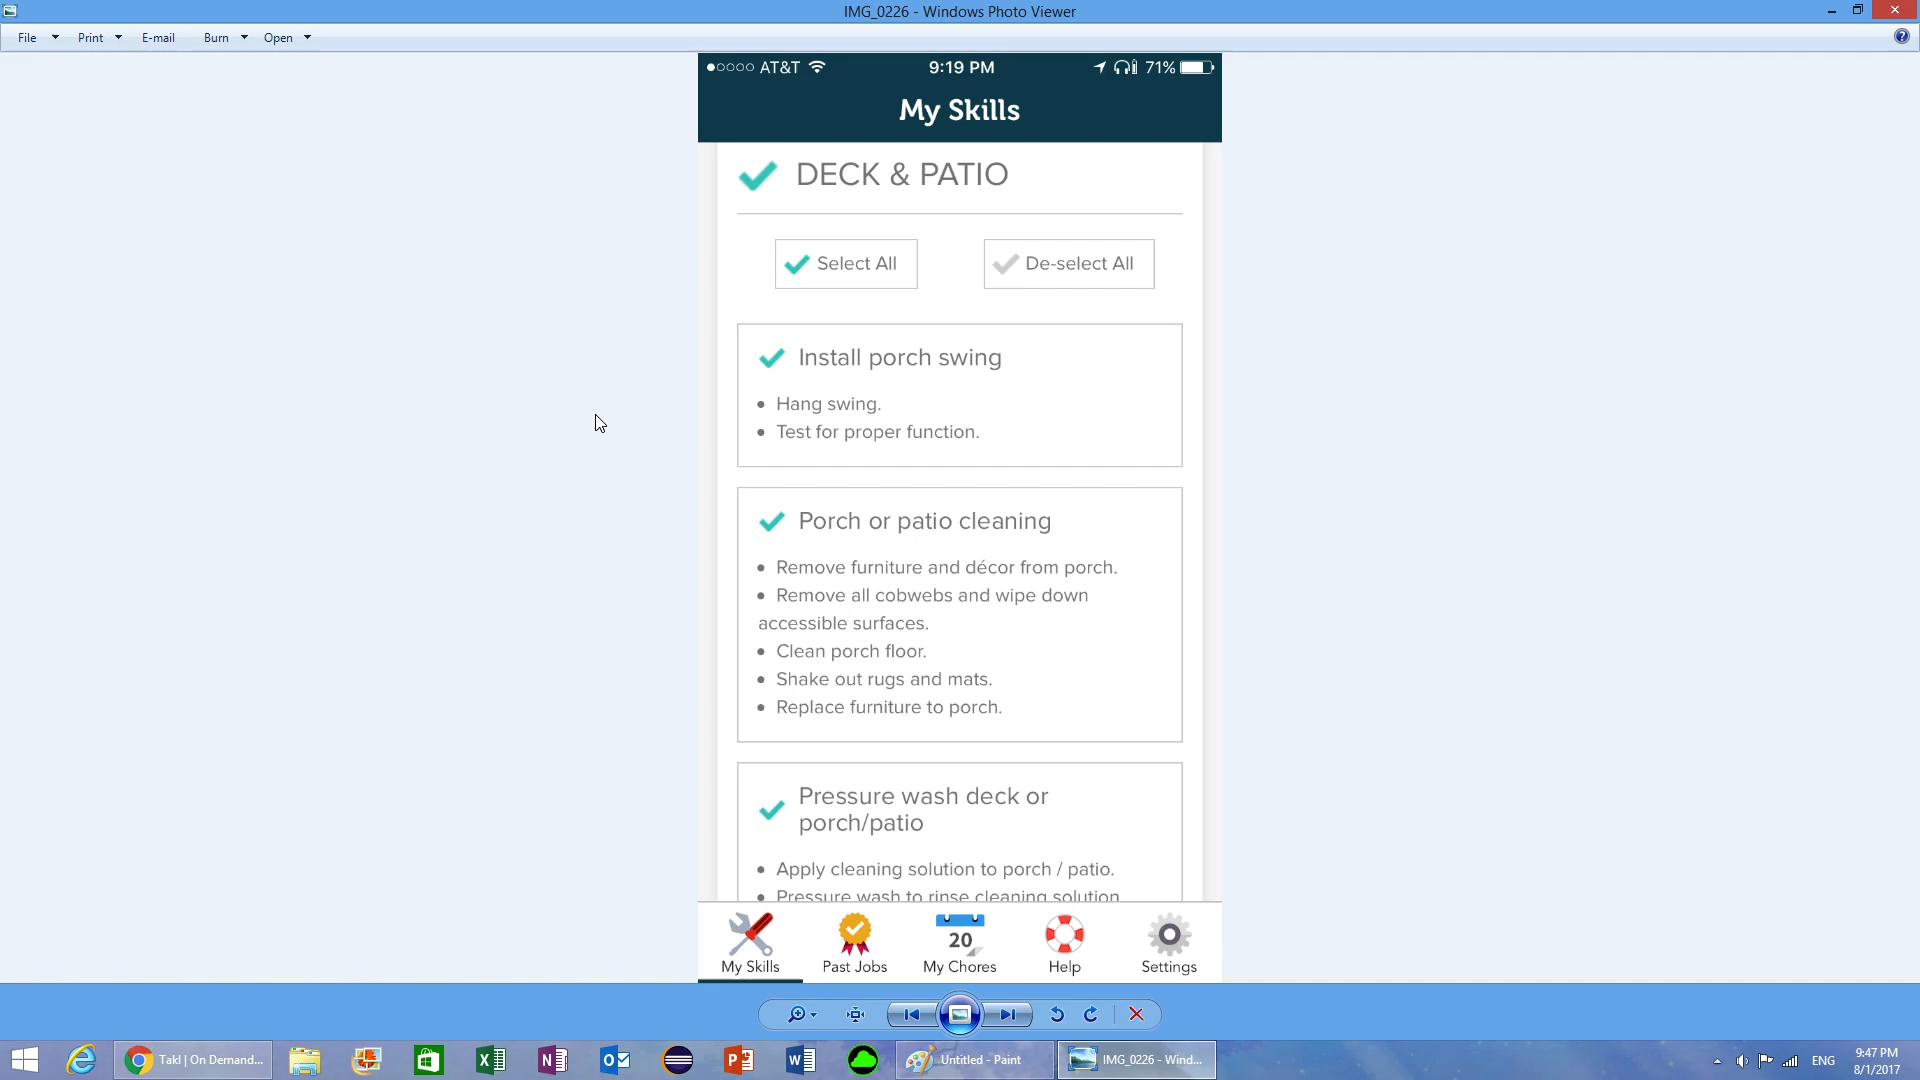 IMG_0226 - Windows Photo Viewer
File Print E-mail Burn Open
AT&T 9:19 PM 71%
My Skills
DECK & PATIO
Select All De-select All
Install porch swing
• Hang swing.
• Test for proper function.
Porch or patio cleaning
• Remove furniture and décor from porch.
• Remove all cobwebs and wipe down
accessible surfaces.
• Clean porch floor.
• Shake out rugs and mats.
• Replace furniture to porch.
Pressure wash deck or
porch/patio
• Apply cleaning solution to porch / patio.
• Pressure wash to rinse cleaning solution
20
My Skills Past Jobs My Chores Help Settings
Takl | On Demand... Untitled - Paint IMG_0226 - Wind... ENG 9:47 PM
8/1/2017